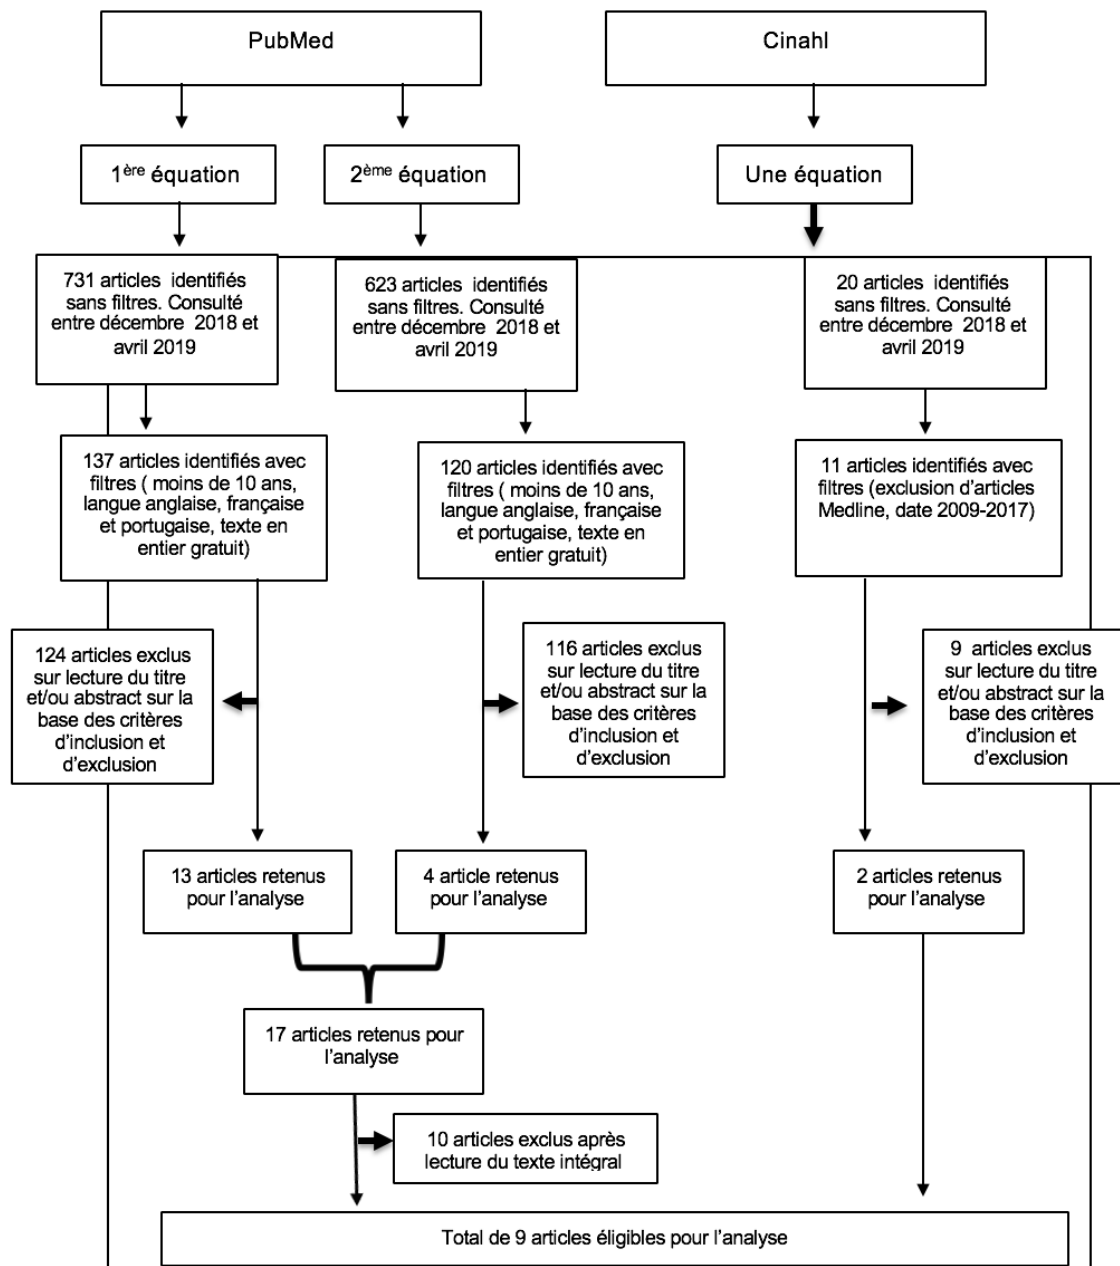 PubMed
Cinahl
1ère équation
2ème équation
Une équation
731 articles identifiés
sans filtres. Consulté
entre décembre 2018 et
avril 2019
623 articles identifiés
sans filtres. Consulté
entre décembre 2018 et
avril 2019
20 articles identifiés
sans filtres. Consulté
entre décembre 2018 et
avril 2019
137 articles identifiés avec
filtres ( moins de 10 ans,
langue anglaise, française
et portugaise, texte en
entier gratuit)
120 articles identifiés avec
filtres ( moins de 10 ans,
langue anglaise, française
et portugaise, texte en
entier gratuit)
11 articles identifiés avec
filtres (exclusion d’articles
Medline, date 2009-2017)
124 articles exclus
sur lecture du titre
et/ou abstract sur la
base des critères
d’inclusion et
d’exclusion
116 articles exclus
sur lecture du titre
et/ou abstract sur la
base des critères
d’inclusion et
d’exclusion
9 articles exclus
sur lecture du titre
et/ou abstract sur la
base des critères
d’inclusion et
d’exclusion
13 articles retenus
pour l’analyse
4 article retenus
pour l’analyse
2 articles retenus
pour l’analyse
17 articles retenus pour
l’analyse
10 articles exclus après
lecture du texte intégral
Total de 9 articles éligibles pour l’analyse